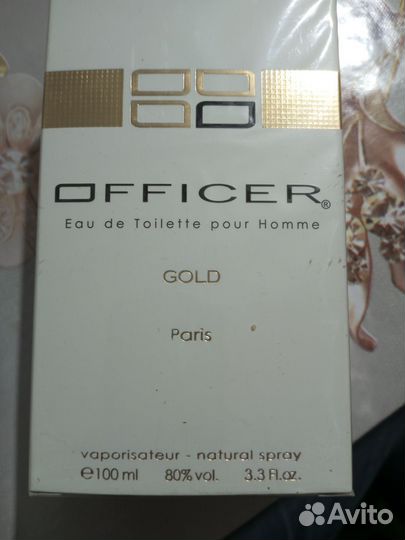 OFFICER®
Eau de Toilette pour Homme
GOLD
Paris
vaporisateur - natural spray
℮100 ml 80% vol. 3.3 Fl.oz.
Avito